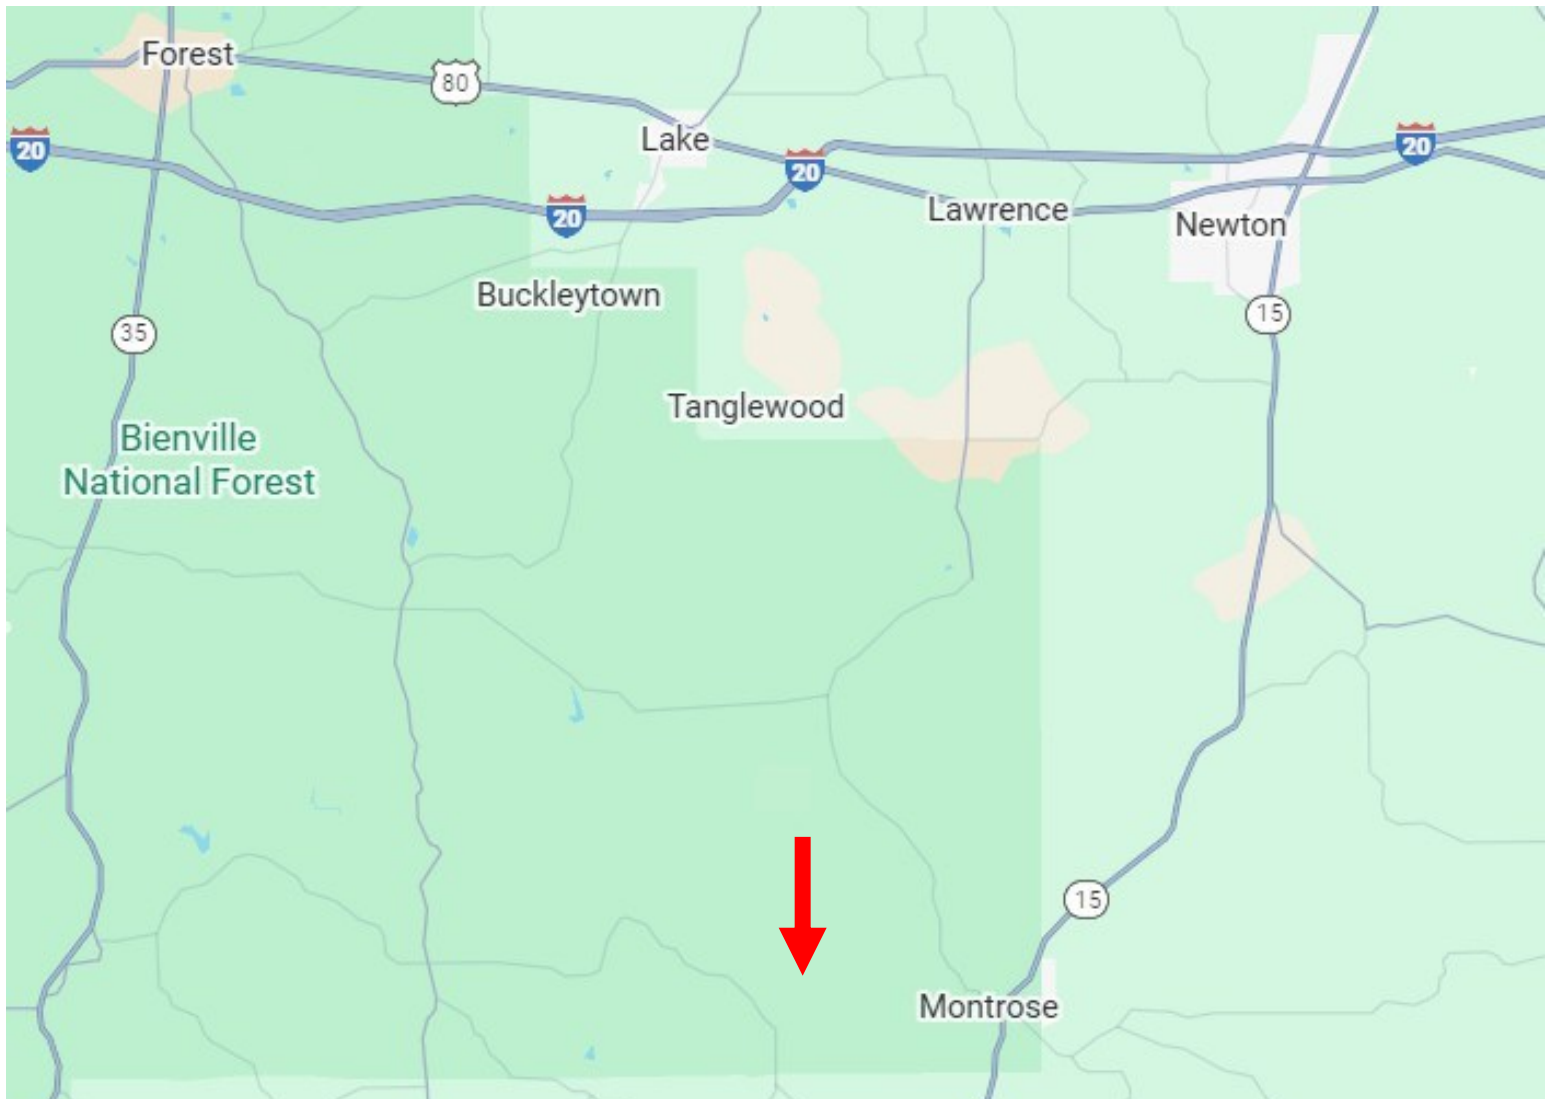 Forest
80
20
Lake
20
20
20
Lawrence
Newton
Buckleytown
15
35
Tanglewood
Bienville
National Forest
15
Montrose